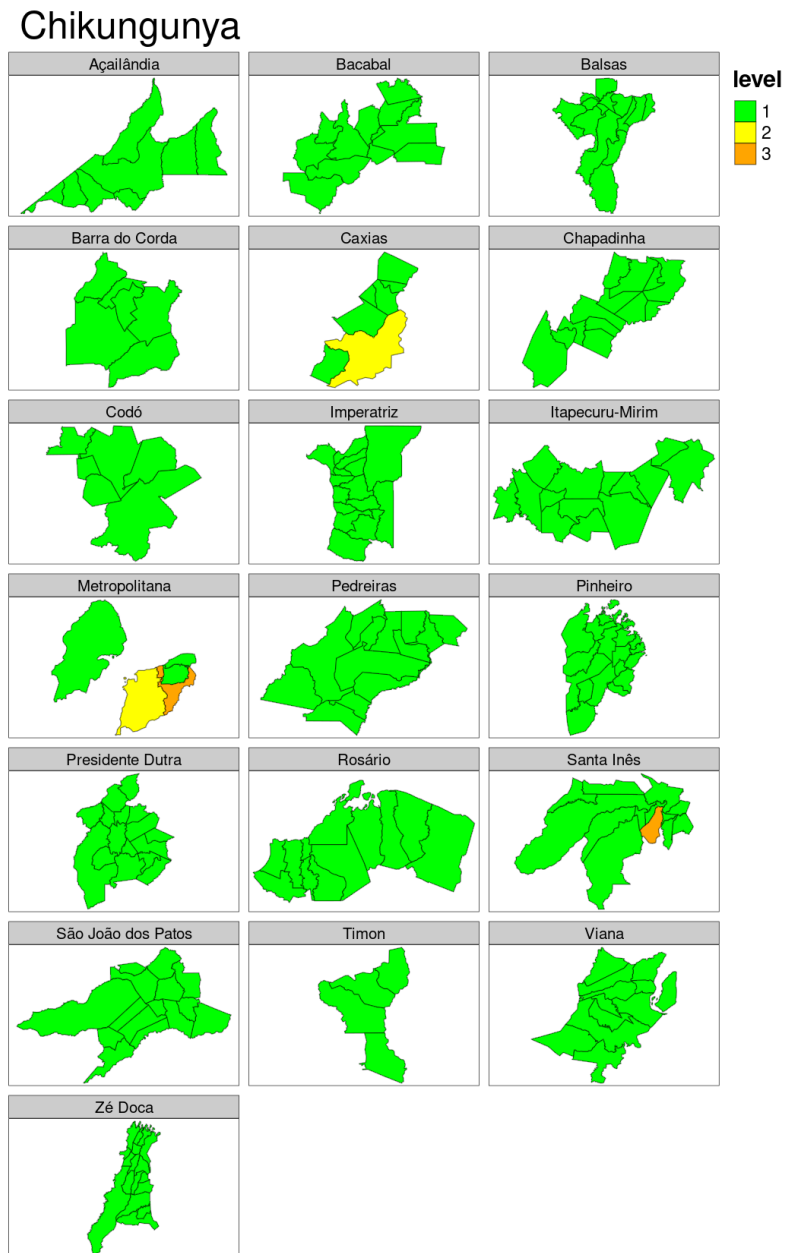 Chikungunya
Açailândia
Bacabal
Balsas
level
1
2
3
Barra do Corda
Caxias
Chapadinha
Codó
Imperatriz
Itapecuru-Mirim
Metropolitana
Pedreiras
Pinheiro
Presidente Dutra
Rosário
Santa Inês
São João dos Patos
Timon
Viana
Zé Doca